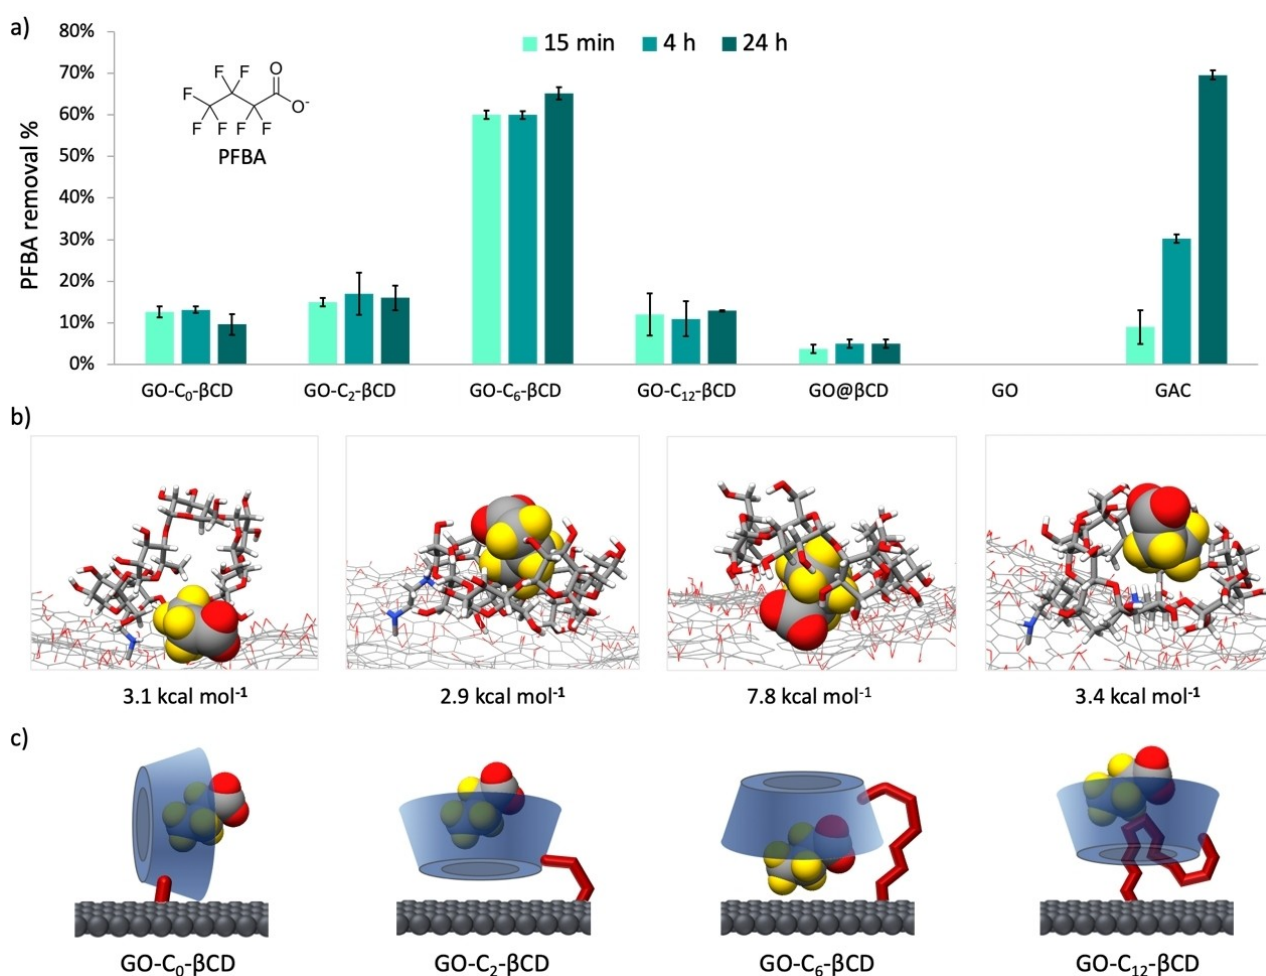 a)
80%
70%
60%
50%
40%
30%
20%
10%
0%
PFBA removal %
15 min 4 h 24 h
F F F O
F O⁻
F F F F
PFBA
GO-C₀-βCD GO-C₂-βCD GO-C₆-βCD GO-C₁₂-βCD GO@βCD GO GAC
b)
3.1 kcal mol⁻¹ 2.9 kcal mol⁻¹ 7.8 kcal mol⁻¹ 3.4 kcal mol⁻¹
c)
GO-C₀-βCD GO-C₂-βCD GO-C₆-βCD GO-C₁₂-βCD